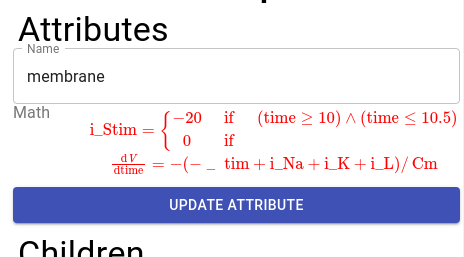 Attributes
Name
membrane
Math
i_Stim = { −20 if (time ≥ 10) ∧ (time ≤ 10.5)
0 if
dV/dtime = −(− _ tim + i_Na + i_K + i_L)/ Cm
UPDATE ATTRIBUTE
Children